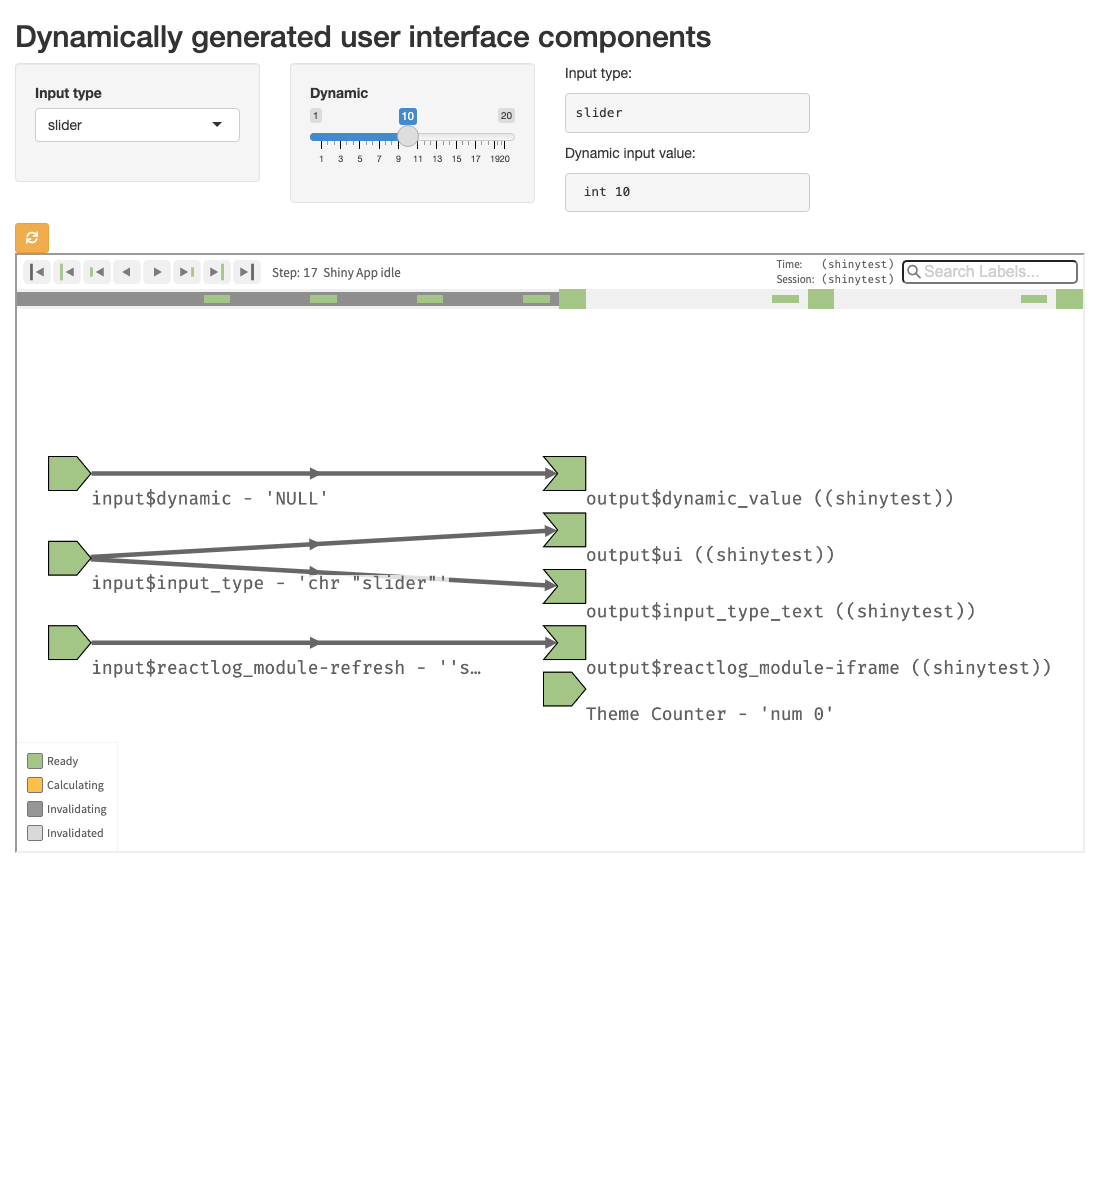 Dynamically generated user interface components
Input type
slider
Dynamic
1 10 20
1 3 5 7 9 11 13 15 17 19 20
Input type:
slider
Dynamic input value:
int 10
Step: 17 Shiny App idle
Time: (shinytest)
Session: (shinytest)
Search Labels...
input$dynamic - 'NULL'
output$dynamic_value ((shinytest))
output$ui ((shinytest))
input$input_type - 'chr "slider"'
output$input_type_text ((shinytest))
input$reactlog_module-refresh - ''s…
output$reactlog_module-iframe ((shinytest))
Theme Counter - 'num 0'
Ready
Calculating
Invalidating
Invalidated